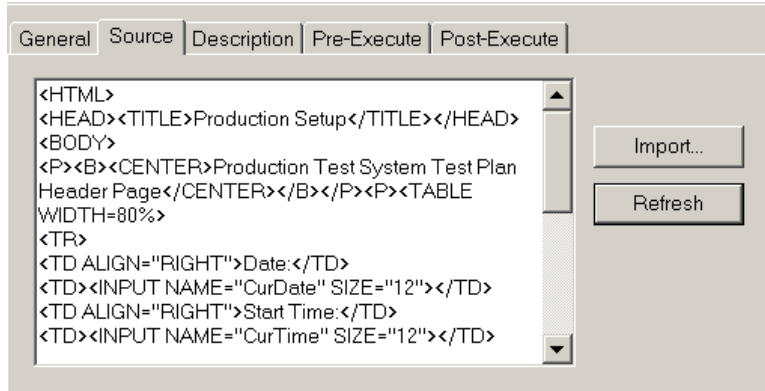 General Source Description Pre-Execute Post-Execute
<HTML>
<HEAD><TITLE>Production Setup</TITLE></HEAD>
<BODY>
<P><B><CENTER>Production Test System Test Plan
Header Page</CENTER></B></P><P><TABLE
WIDTH=80%>
<TR>
<TD ALIGN="RIGHT">Date:</TD>
<TD><INPUT NAME="CurDate" SIZE="12"></TD>
<TD ALIGN="RIGHT">Start Time:</TD>
<TD><INPUT NAME="CurTime" SIZE="12"></TD>
Import...
Refresh